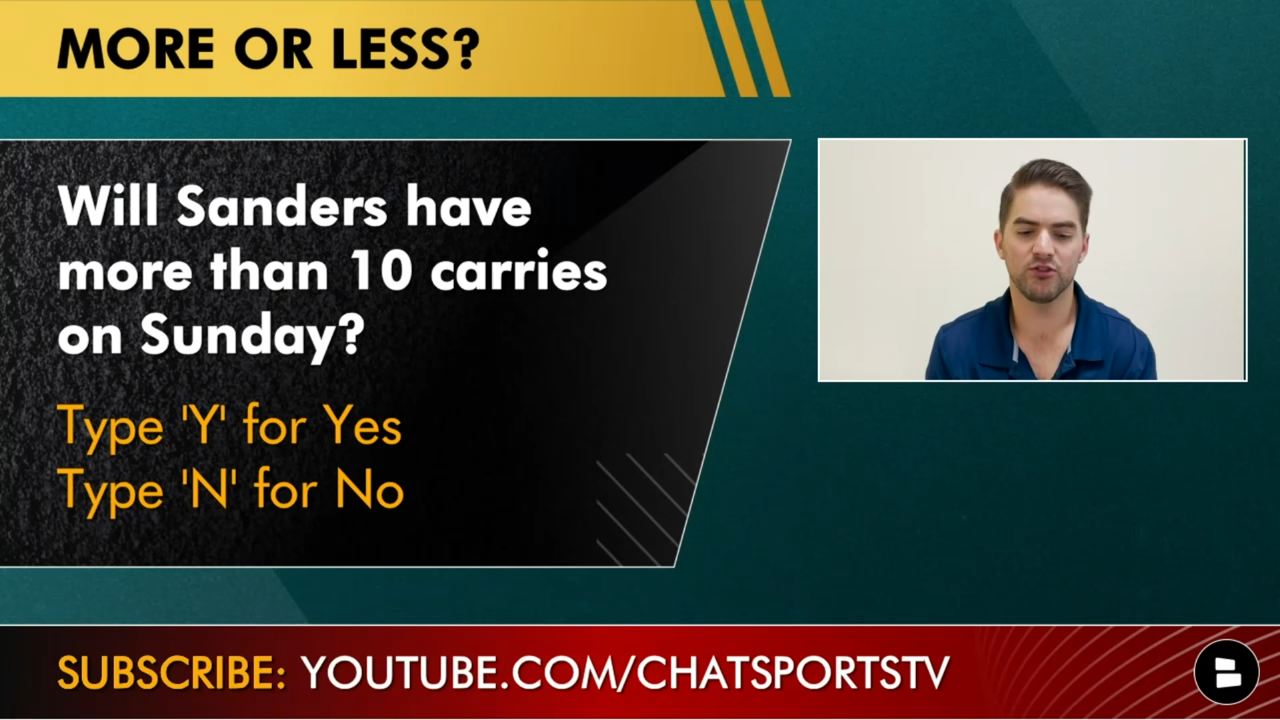 MORE OR LESS?
Will Sanders have
more than 10 carries
on Sunday?
Type 'Y' for Yes
Type 'N' for No
SUBSCRIBE: YOUTUBE.COM/CHATSPORTSTV